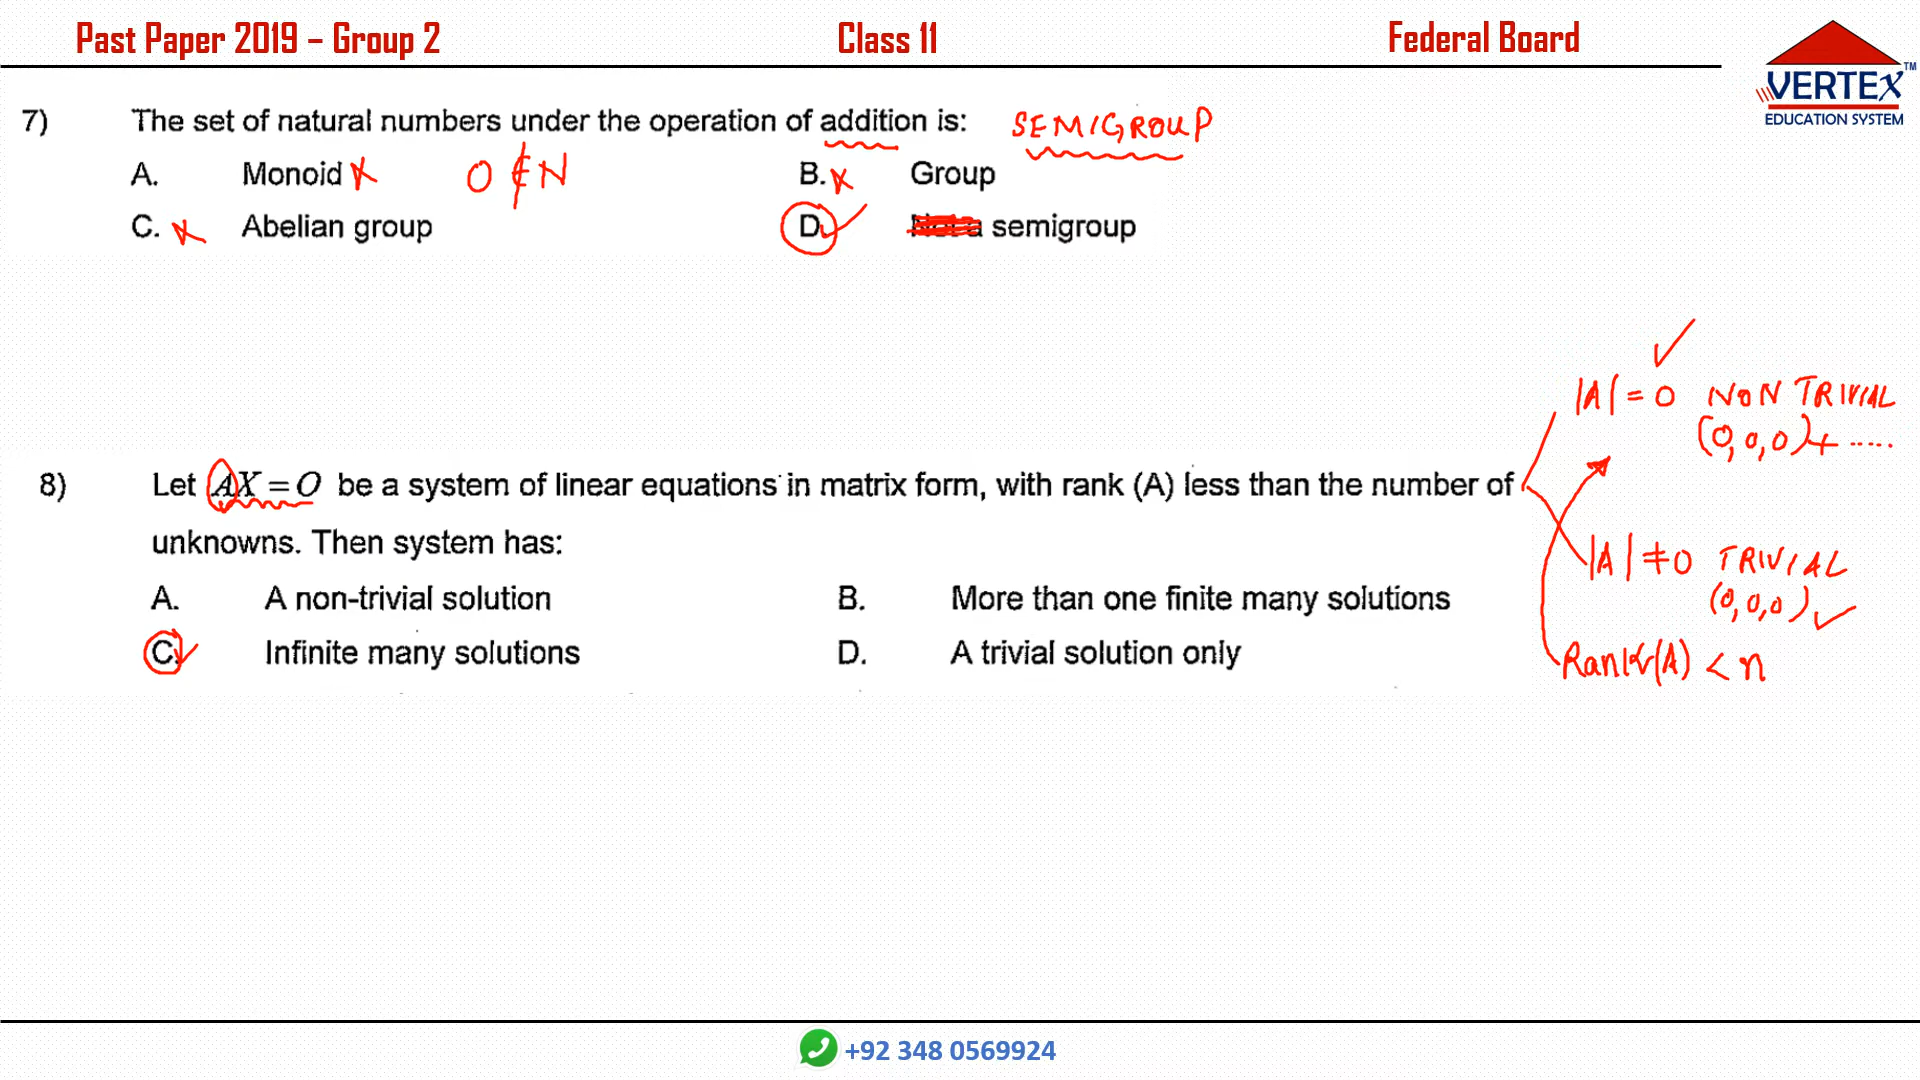 Past Paper 2019 – Group 2 Class 11 Federal Board
VERTEX TM
EDUCATION SYSTEM
7) The set of natural numbers under the operation of addition is: SEMIGROUP
A. Monoid 0 ∉ N B. Group
C. Abelian group D. semigroup
|A| = 0 NON TRIVIAL
(0,0,0)+.....
8) Let AX = O be a system of linear equations in matrix form, with rank (A) less than the number of
unknowns. Then system has:
|A| ≠ 0 TRIVIAL
A. A non-trivial solution B. More than one finite many solutions (0,0,0)
C. Infinite many solutions D. A trivial solution only Rank(A) < n
+92 348 0569924